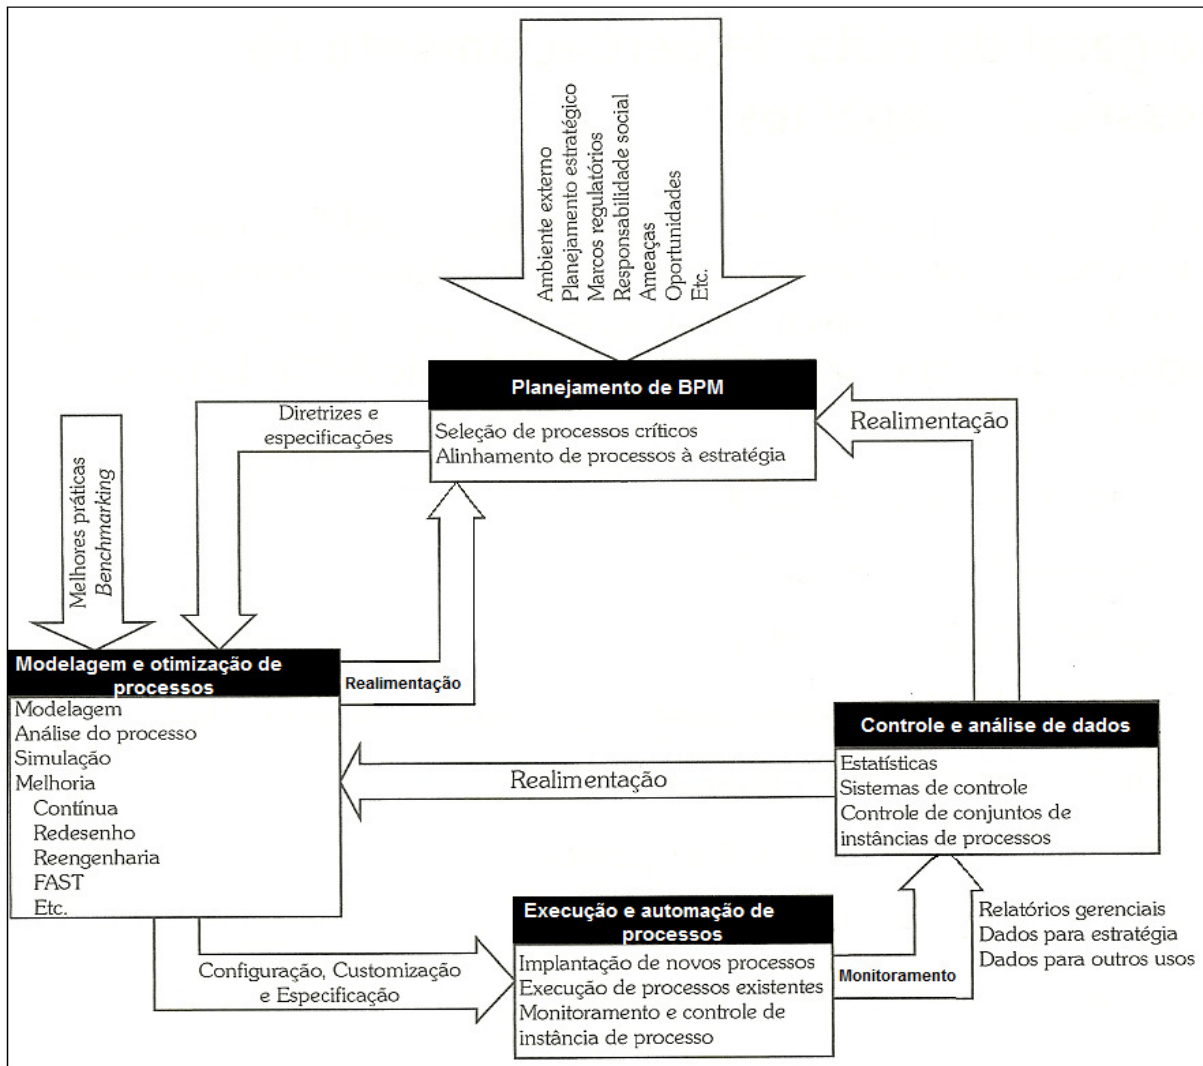 Ambiente externo
Planejamento estratégico
Marcos regulatórios
Responsabilidade social
Ameaças
Oportunidades
Etc.
Planejamento de BPM
Seleção de processos críticos
Alinhamento de processos à estratégia
Diretrizes e
especificações
Realimentação
Melhores práticas
Benchmarking
Modelagem e otimização de
processos
Modelagem
Análise do processo
Simulação
Melhoria
Contínua
Redesenho
Reengenharia
FAST
Etc.
Realimentação
Realimentação
Controle e análise de dados
Estatísticas
Sistemas de controle
Controle de conjuntos de
instâncias de processos
Configuração, Customização
e Especificação
Execução e automação de
processos
Implantação de novos processos
Execução de processos existentes
Monitoramento e controle de
instância de processo
Monitoramento
Relatórios gerenciais
Dados para estratégia
Dados para outros usos